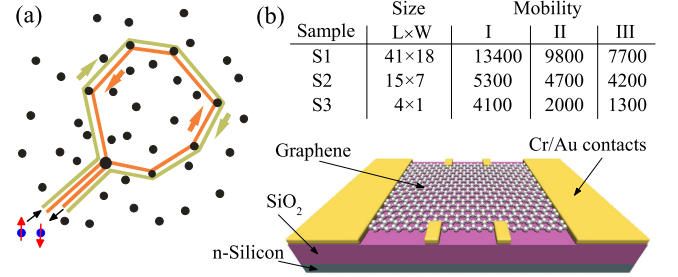 (a)
(b)
Size Mobility
Sample L×W I II III
S1 41×18 13400 9800 7700
S2 15×7 5300 4700 4200
S3 4×1 4100 2000 1300
Graphene
Cr/Au contacts
SiO₂
n-Silicon